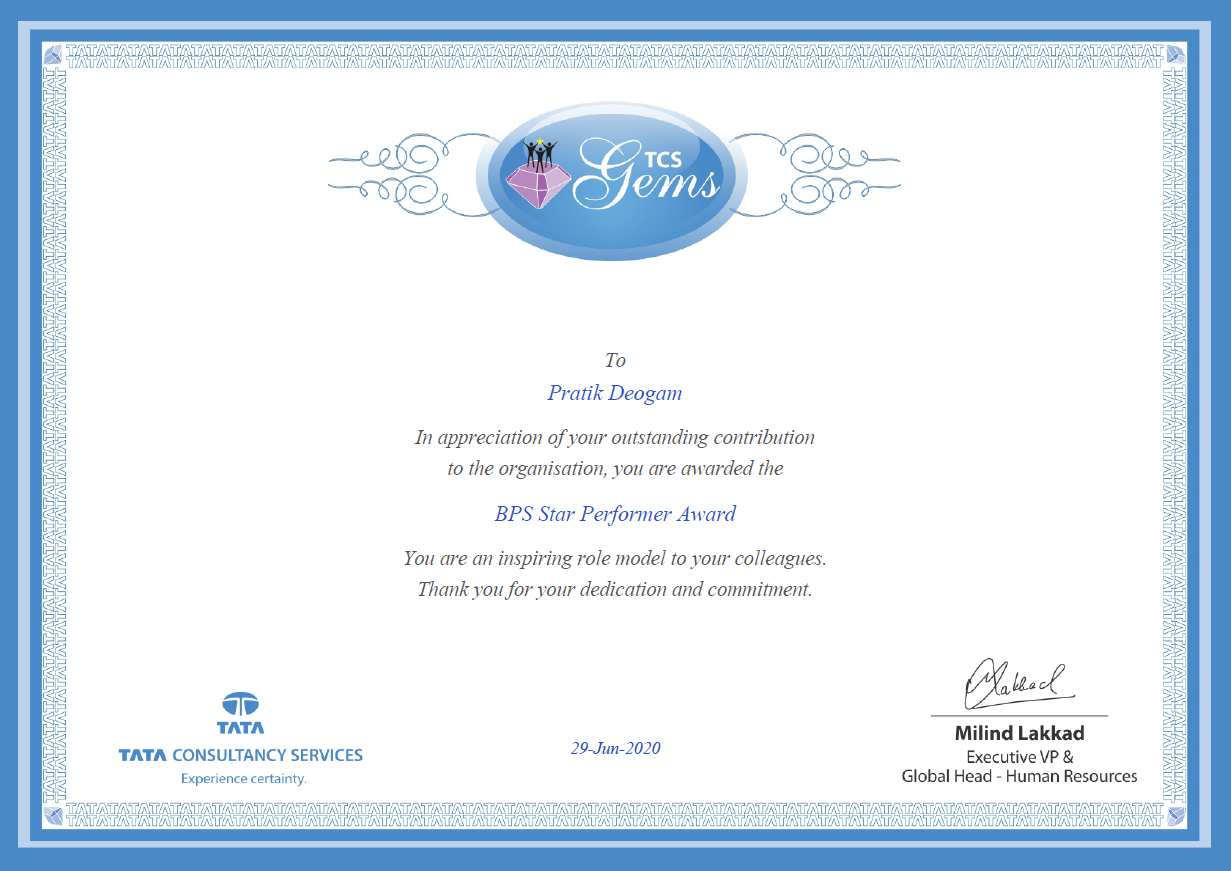 TCS
Gems
To
Pratik Deogam
In appreciation of your outstanding contribution
to the organisation, you are awarded the
BPS Star Performer Award
You are an inspiring role model to your colleagues.
Thank you for your dedication and commitment.
TATA
TATA CONSULTANCY SERVICES
Experience certainty.
29-Jun-2020
Lakkad
Milind Lakkad
Executive VP &
Global Head - Human Resources